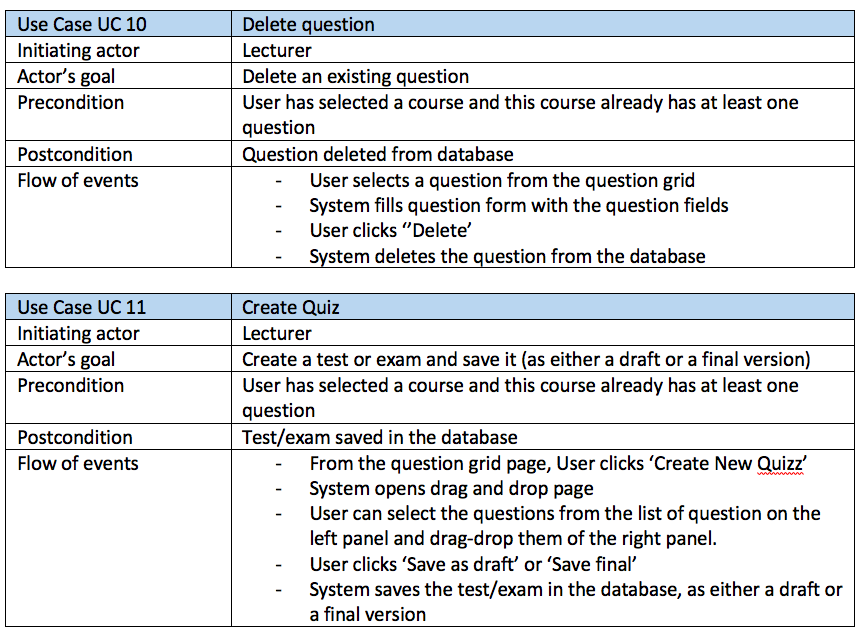 Use Case UC 10 Delete question
Initiating actor Lecturer
Actor’s goal Delete an existing question
Precondition User has selected a course and this course already has at least one
question
Postcondition Question deleted from database
Flow of events - User selects a question from the question grid
- System fills question form with the question fields
- User clicks ‘’Delete’
- System deletes the question from the database
Use Case UC 11 Create Quiz
Initiating actor Lecturer
Actor’s goal Create a test or exam and save it (as either a draft or a final version)
Precondition User has selected a course and this course already has at least one
question
Postcondition Test/exam saved in the database
Flow of events - From the question grid page, User clicks ‘Create New Quizz’
- System opens drag and drop page
- User can select the questions from the list of question on the
left panel and drag-drop them of the right panel.
- User clicks ‘Save as draft’ or ‘Save final’
- System saves the test/exam in the database, as either a draft or
a final version